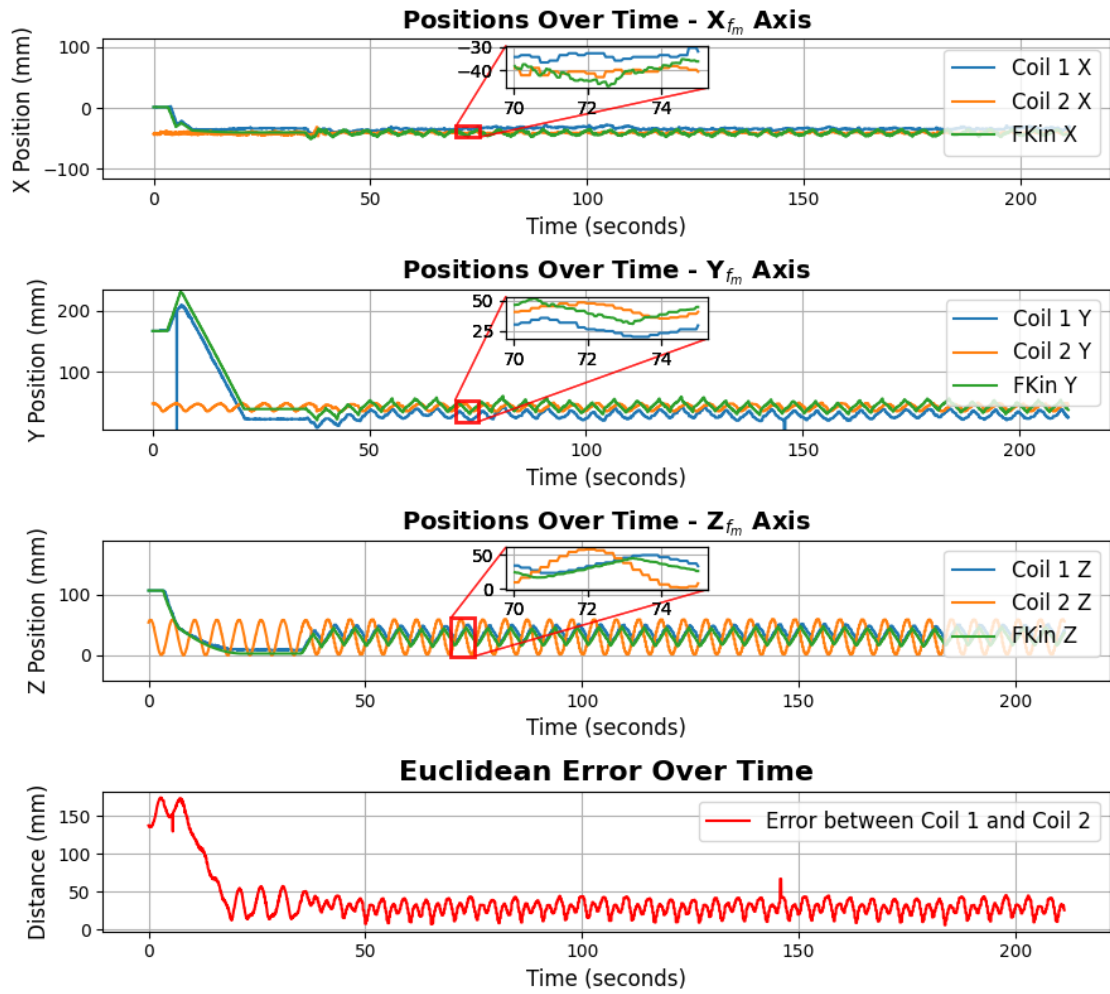 Positions Over Time - X_fm Axis
X Position (mm)
100
0
−100
−30
−40
70 72 74
Coil 1 X
Coil 2 X
FKin X
0 50 100 150 200
Time (seconds)
Positions Over Time - Y_fm Axis
Y Position (mm)
200
100
50
25
70 72 74
Coil 1 Y
Coil 2 Y
FKin Y
0 50 100 150 200
Time (seconds)
Positions Over Time - Z_fm Axis
Z Position (mm)
100
0
50
0
70 72 74
Coil 1 Z
Coil 2 Z
FKin Z
0 50 100 150 200
Time (seconds)
Euclidean Error Over Time
Distance (mm)
150
100
50
0
Error between Coil 1 and Coil 2
0 50 100 150 200
Time (seconds)